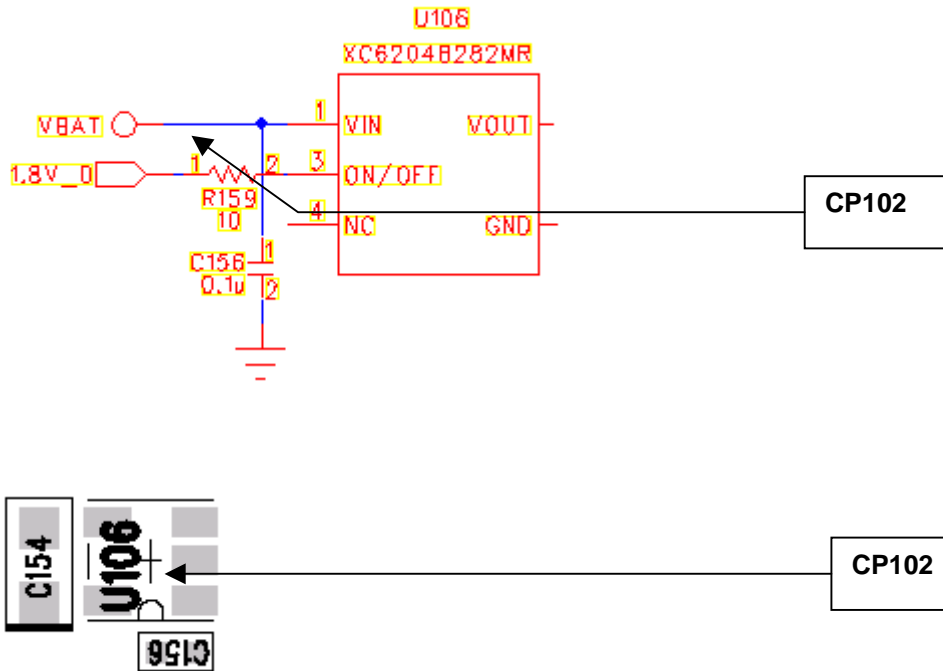 U106
XC6204B282MR
VBAT
1
VIN
VOUT
1.8V_0
1
2
3
ON/OFF
R159
10
4
NC
GND
CP102
C156
0.1u
1
2
C154
U106
CP102
C156